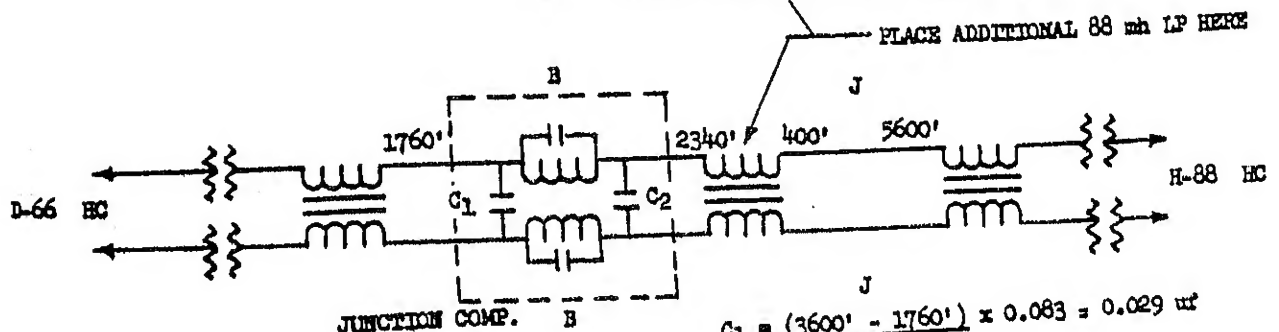 PLACE ADDITIONAL 88 mh LP HERE
B
J
1760'
2340'
400'
5600'
D-66 HC
C1
C2
H-88 HC
J
JUNCTION COMP.
B
C1 = (3600' - 1760') x 0.083 = 0.029 uf